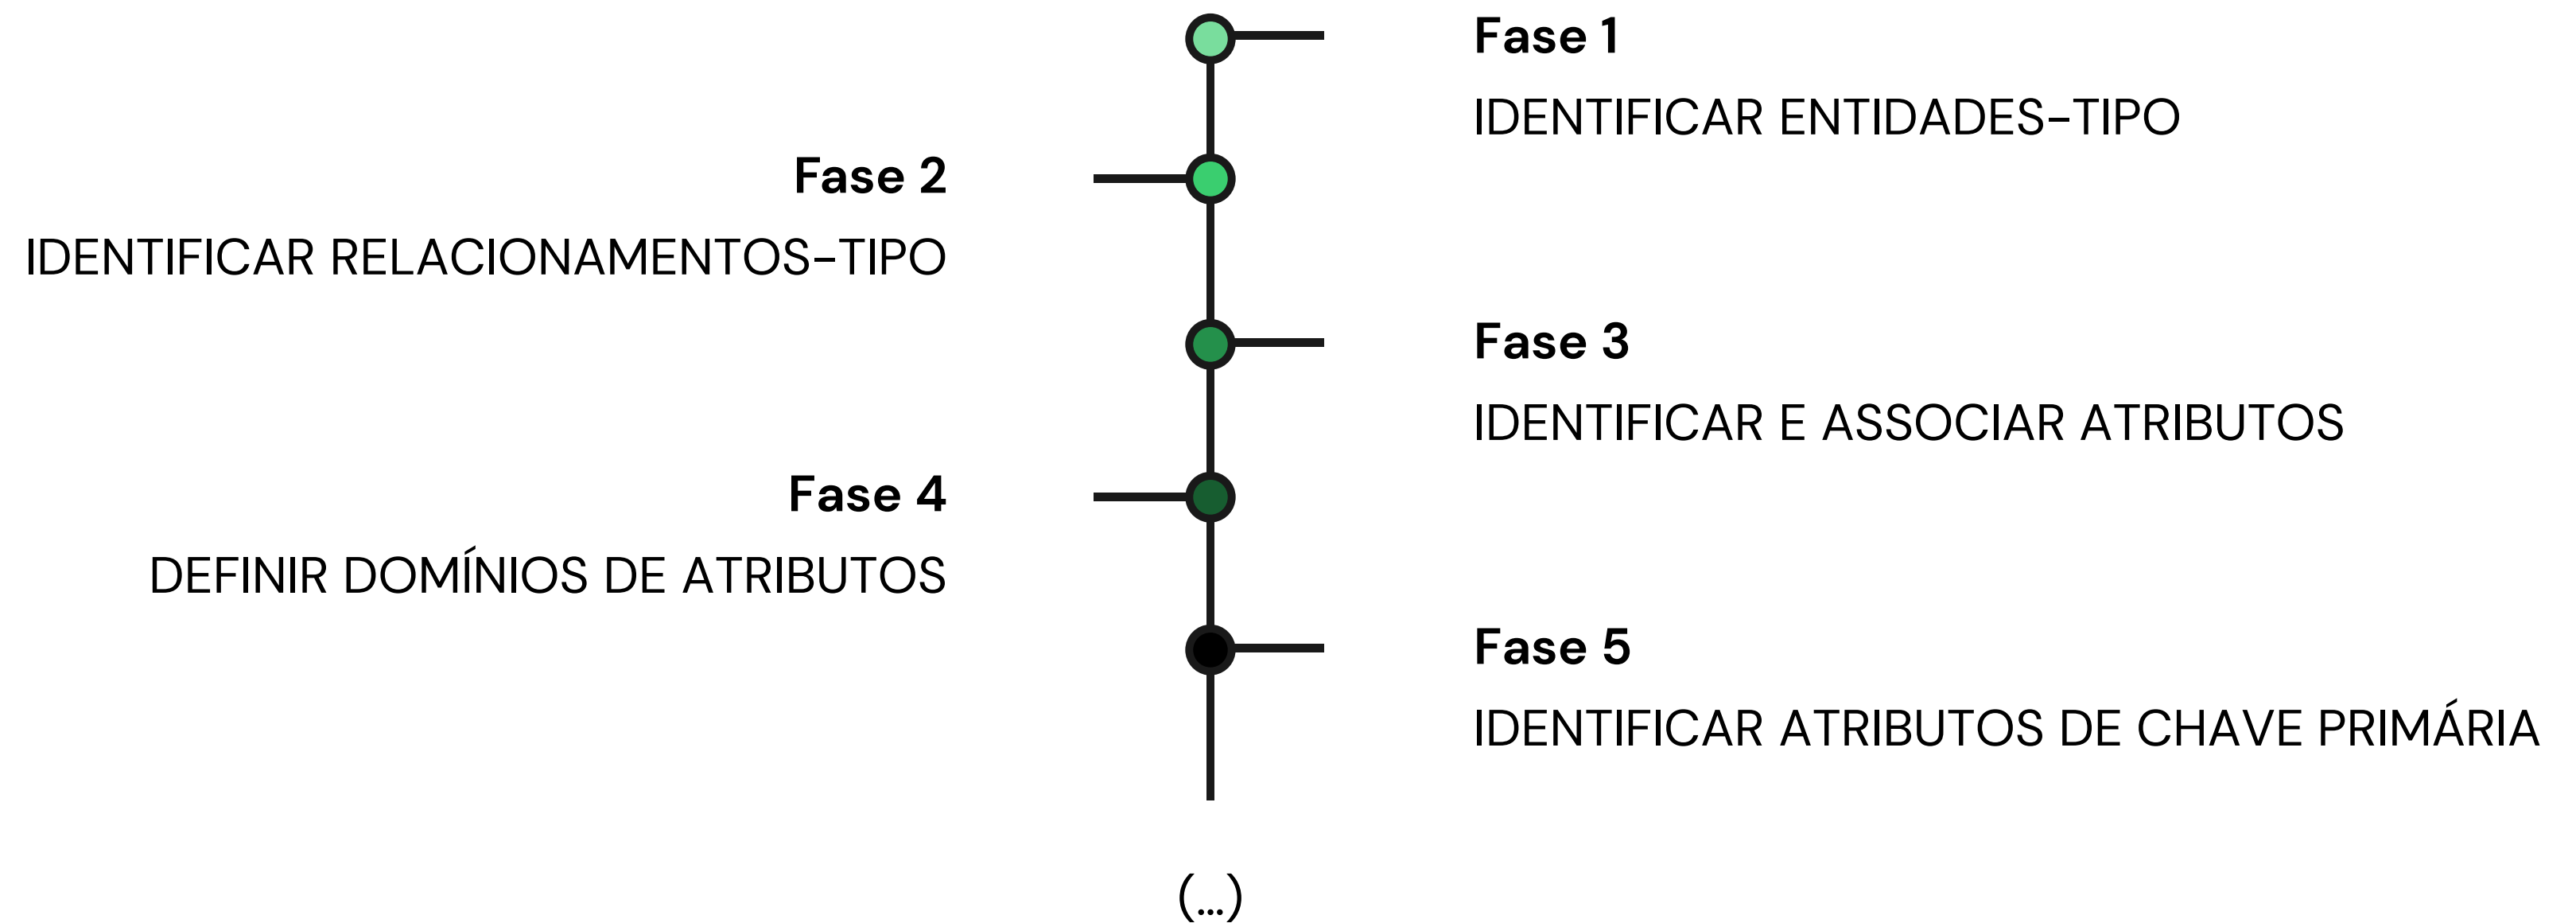 Fase 1
IDENTIFICAR ENTIDADES-TIPO
Fase 2
IDENTIFICAR RELACIONAMENTOS-TIPO
Fase 3
IDENTIFICAR E ASSOCIAR ATRIBUTOS
Fase 4
DEFINIR DOMÍNIOS DE ATRIBUTOS
Fase 5
IDENTIFICAR ATRIBUTOS DE CHAVE PRIMÁRIA
(...)